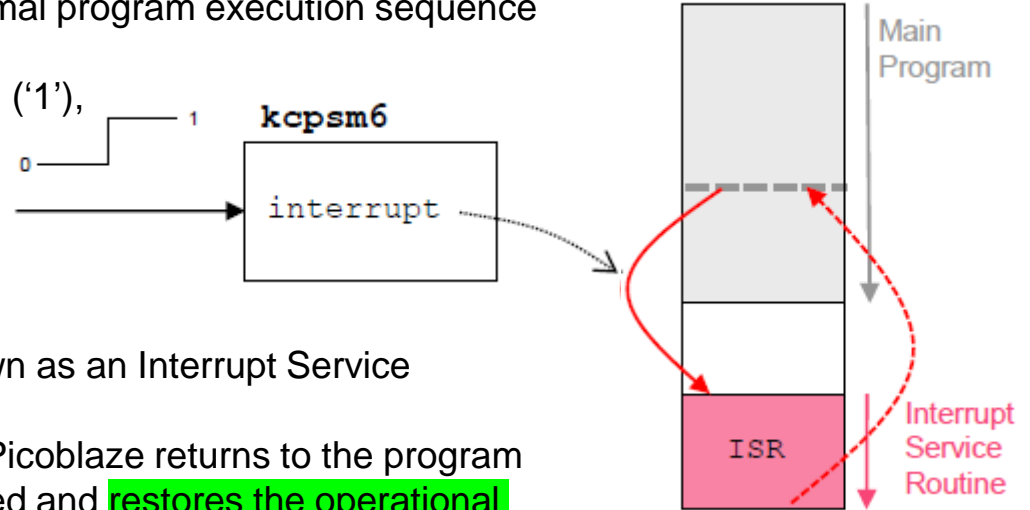 mal program execution sequence
('1'),
0
1
kcpsm6
interrupt
Main
Program
wn as an Interrupt Service
Picoblaze returns to the program
ed and restores the operational
ISR
Interrupt
Service
Routine